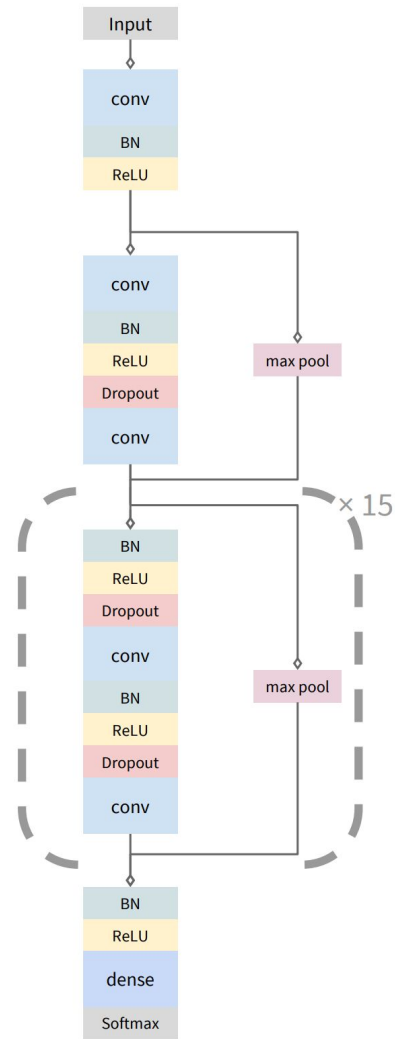 Input
conv
BN
ReLU
conv
BN
ReLU
max pool
Dropout
conv
× 15
BN
ReLU
Dropout
conv
max pool
BN
ReLU
Dropout
conv
BN
ReLU
dense
Softmax